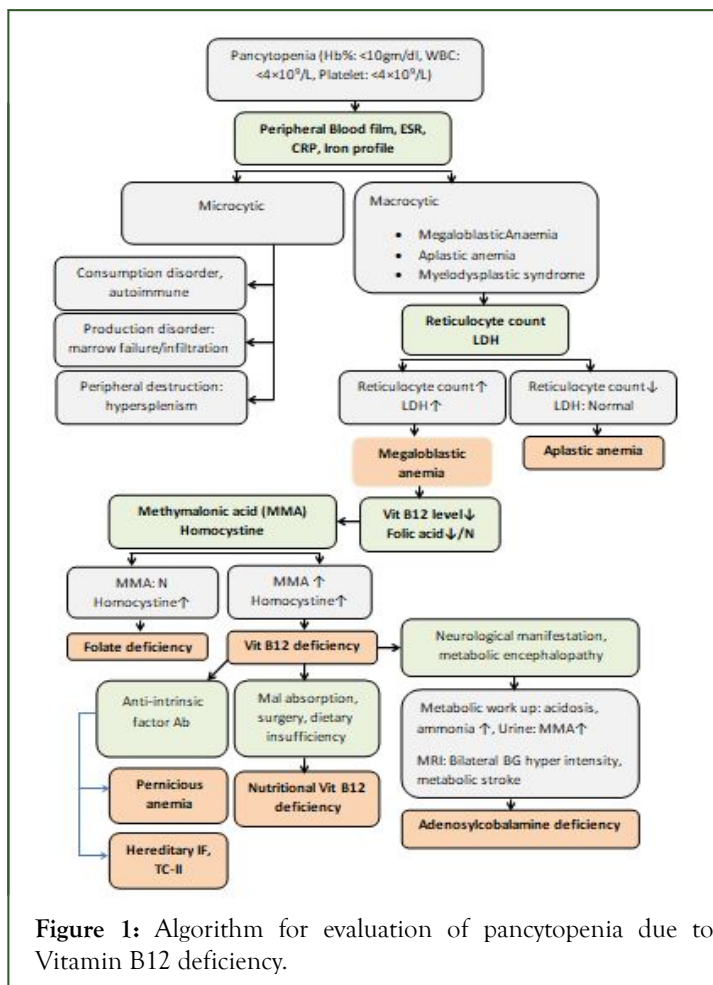 Pancytopenia (Hb%: <10gm/dl, WBC:
<4×10⁹/L, Platelet: <4×10⁹/L)
Peripheral Blood film, ESR,
CRP, Iron profile
Microcytic
Macrocytic
• MegaloblasticAnaemia
• Aplastic anemia
• Myelodysplastic syndrome
Consumption disorder,
autoimmune
Production disorder:
marrow failure/infiltration
Peripheral destruction:
hypersplenism
Reticulocyte count
LDH
Reticulocyte count↑
LDH↑
Reticulocyte count↓
LDH: Normal
Megaloblastic
anemia
Aplastic anemia
Methymalonic acid (MMA)
Homocystine
Vit B12 level↓
Folic acid↓/N
MMA: N
Homocystine↑
MMA ↑
Homocystine↑
Folate deficiency
Vit B12 deficiency
Neurological manifestation,
metabolic encephalopathy
Anti-intrinsic
factor Ab
Mal absorption,
surgery, dietary
insufficiency
Metabolic work up: acidosis,
ammonia ↑, Urine: MMA↑
MRI: Bilateral BG hyper intensity,
metabolic stroke
Pernicious
anemia
Nutritional Vit B12
deficiency
Adenosylcobalamine deficiency
Hereditary IF,
TC-II
Figure 1: Algorithm for evaluation of pancytopenia due to
Vitamin B12 deficiency.